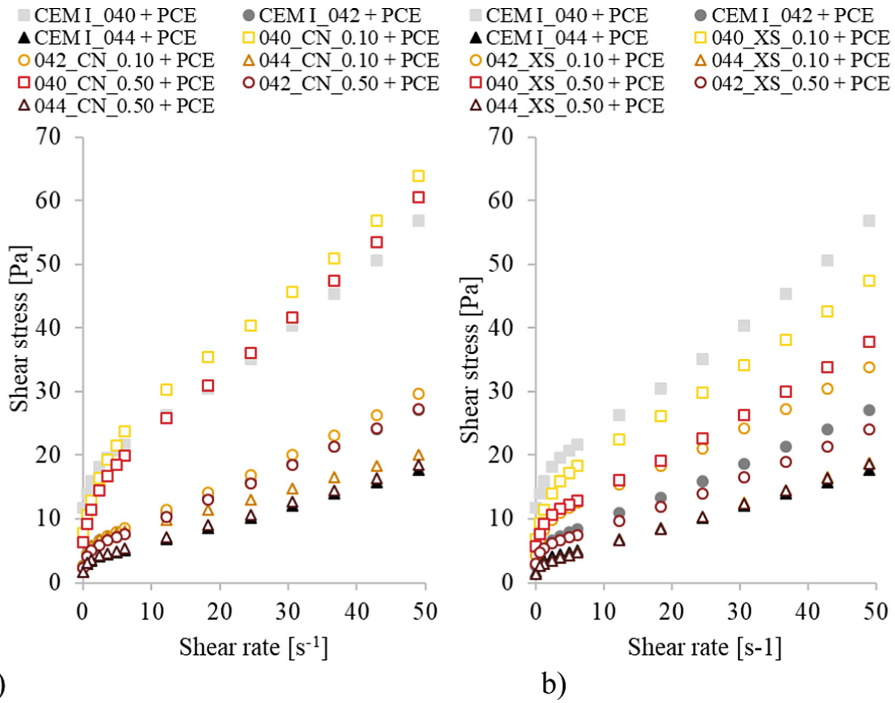 CEM I_040 + PCE CEM I_042 + PCE
CEM I_044 + PCE 040_CN_0.10 + PCE
042_CN_0.10 + PCE 044_CN_0.10 + PCE
040_CN_0.50 + PCE 042_CN_0.50 + PCE
044_CN_0.50 + PCE
70
60
50
40
30
20
10
0
Shear stress [Pa]
0 10 20 30 40 50
Shear rate [s⁻¹]
)
CEM I_040 + PCE CEM I_042 + PCE
CEM I_044 + PCE 040_XS_0.10 + PCE
042_XS_0.10 + PCE 044_XS_0.10 + PCE
040_XS_0.50 + PCE 042_XS_0.50 + PCE
044_XS_0.50 + PCE
70
60
50
40
30
20
10
0
Shear stress [Pa]
0 10 20 30 40 50
Shear rate [s-1]
b)